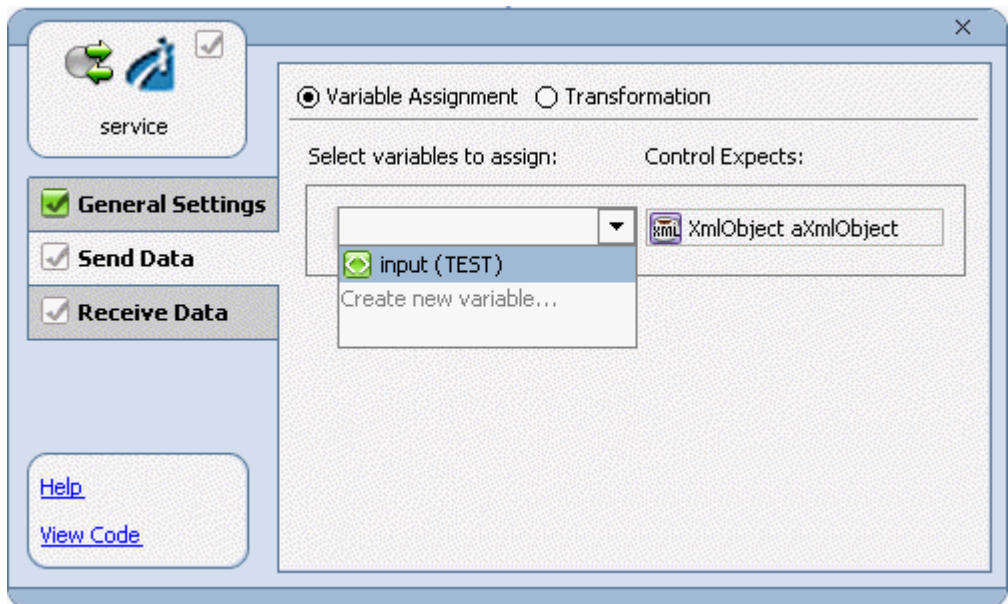 service
General Settings
Send Data
Receive Data
Help
View Code
Variable Assignment Transformation
Select variables to assign: Control Expects:
XmlObject aXmlObject
input (TEST)
Create new variable...